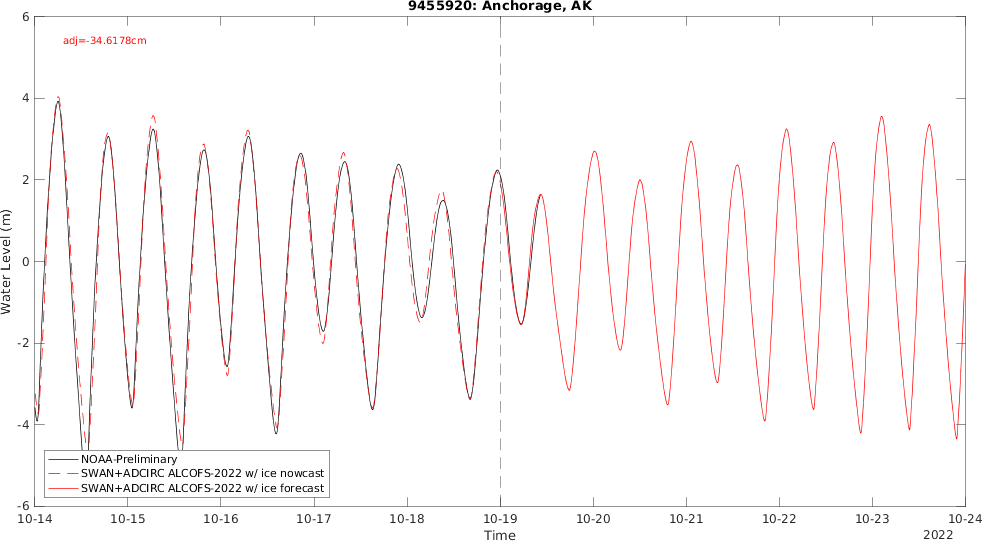 9455920: Anchorage, AK
adj=-34.6178cm
6
4
2
0
-2
-4
-6
Water Level (m)
NOAA-Preliminary
SWAN+ADCIRC ALCOFS-2022 w/ ice nowcast
SWAN+ADCIRC ALCOFS-2022 w/ ice forecast
10-14 10-15 10-16 10-17 10-18 10-19 10-20 10-21 10-22 10-23 10-24
Time
2022